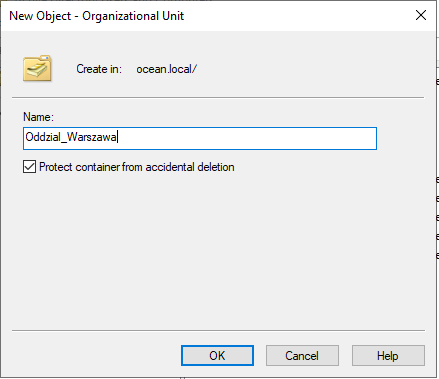 New Object - Organizational Unit
Create in: ocean.local/
Name:
Oddzial_Warszawa
Protect container from accidental deletion
OK Cancel Help